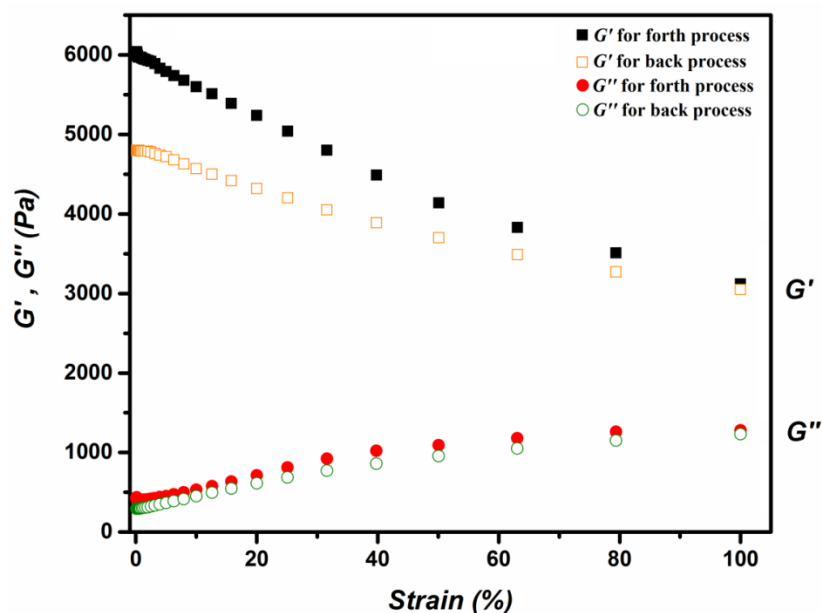 G' for forth process
G' for back process
G'' for forth process
G'' for back process
6000
5000
4000
3000
2000
1000
0
G' , G'' (Pa)
G'
G''
0 20 40 60 80 100
Strain (%)